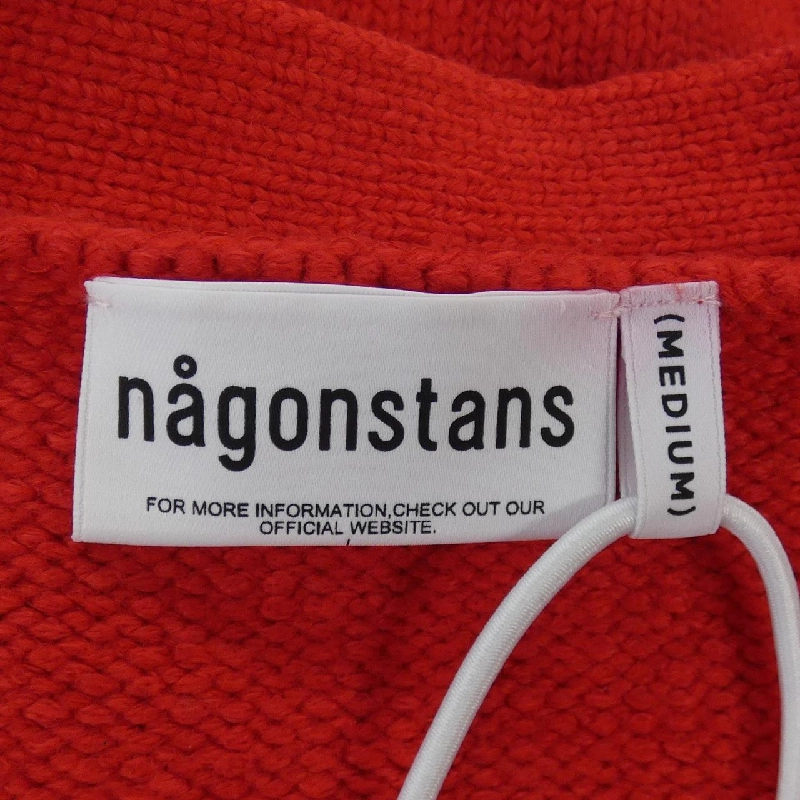 någonstans
FOR MORE INFORMATION,CHECK OUT OUR
OFFICIAL WEBSITE.
(MEDIUM)